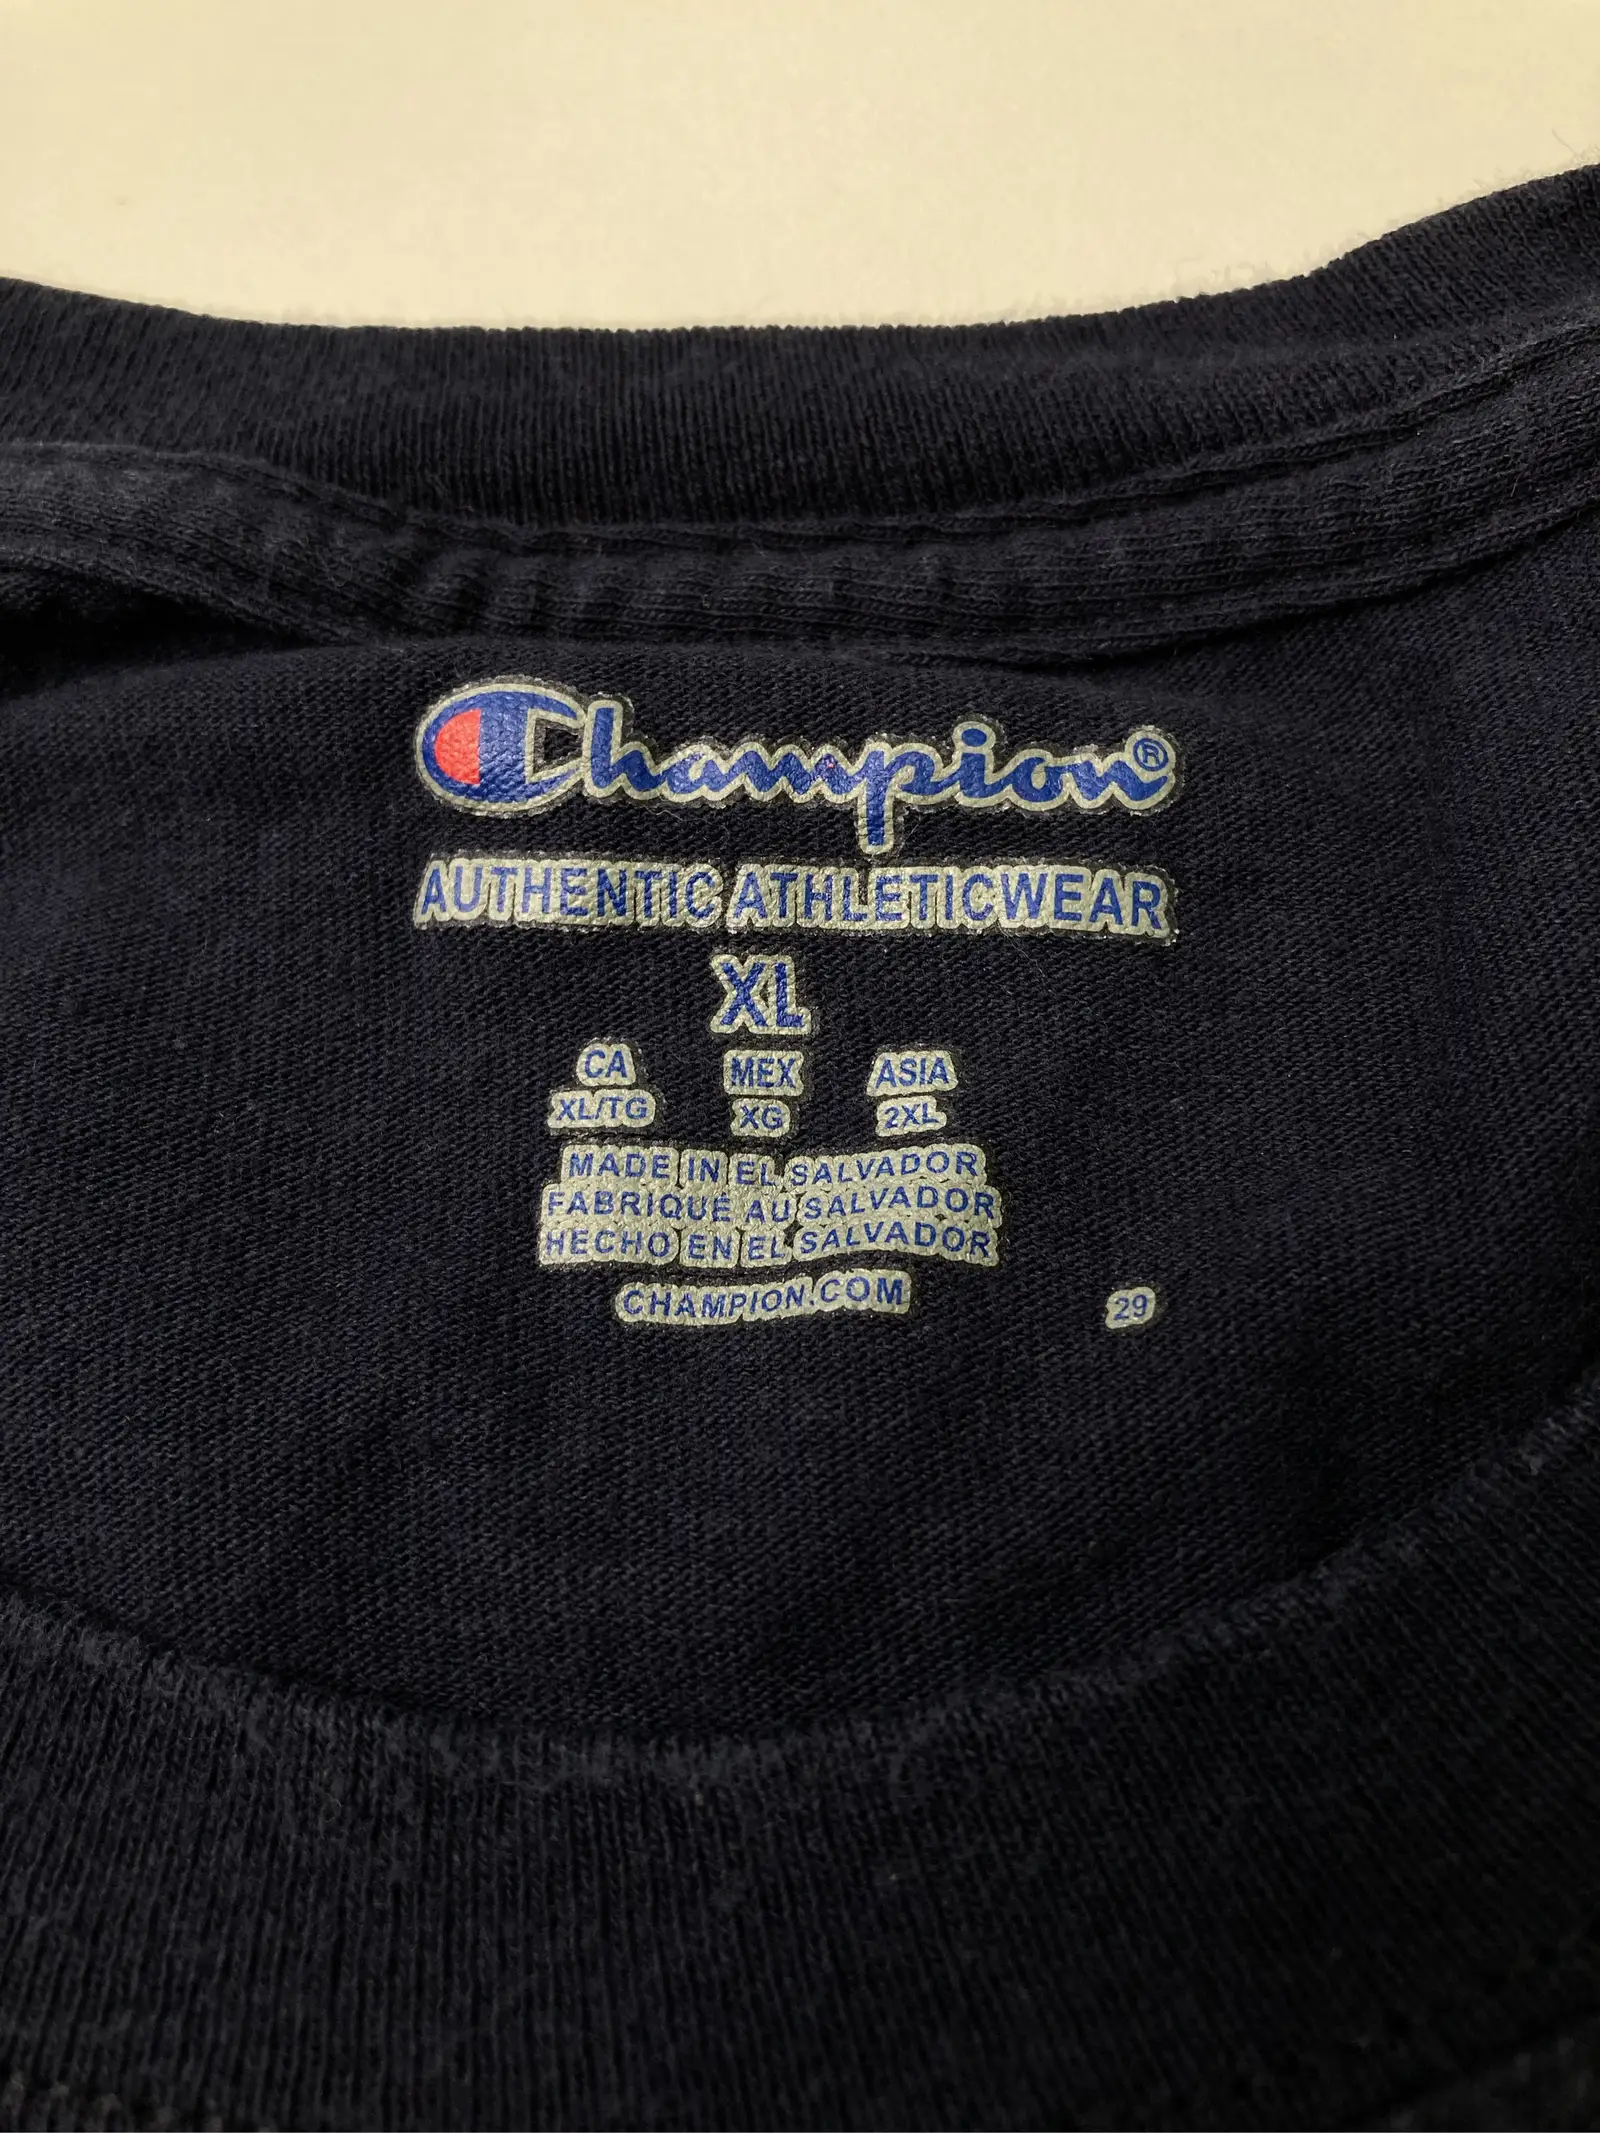 Champion®
AUTHENTIC ATHLETICWEAR
XL
CA MEX ASIA
XL/TG XG 2XL
MADE IN EL SALVADOR
FABRIQUÉ AU SALVADOR
HECHO EN EL SALVADOR
CHAMPION.COM 29